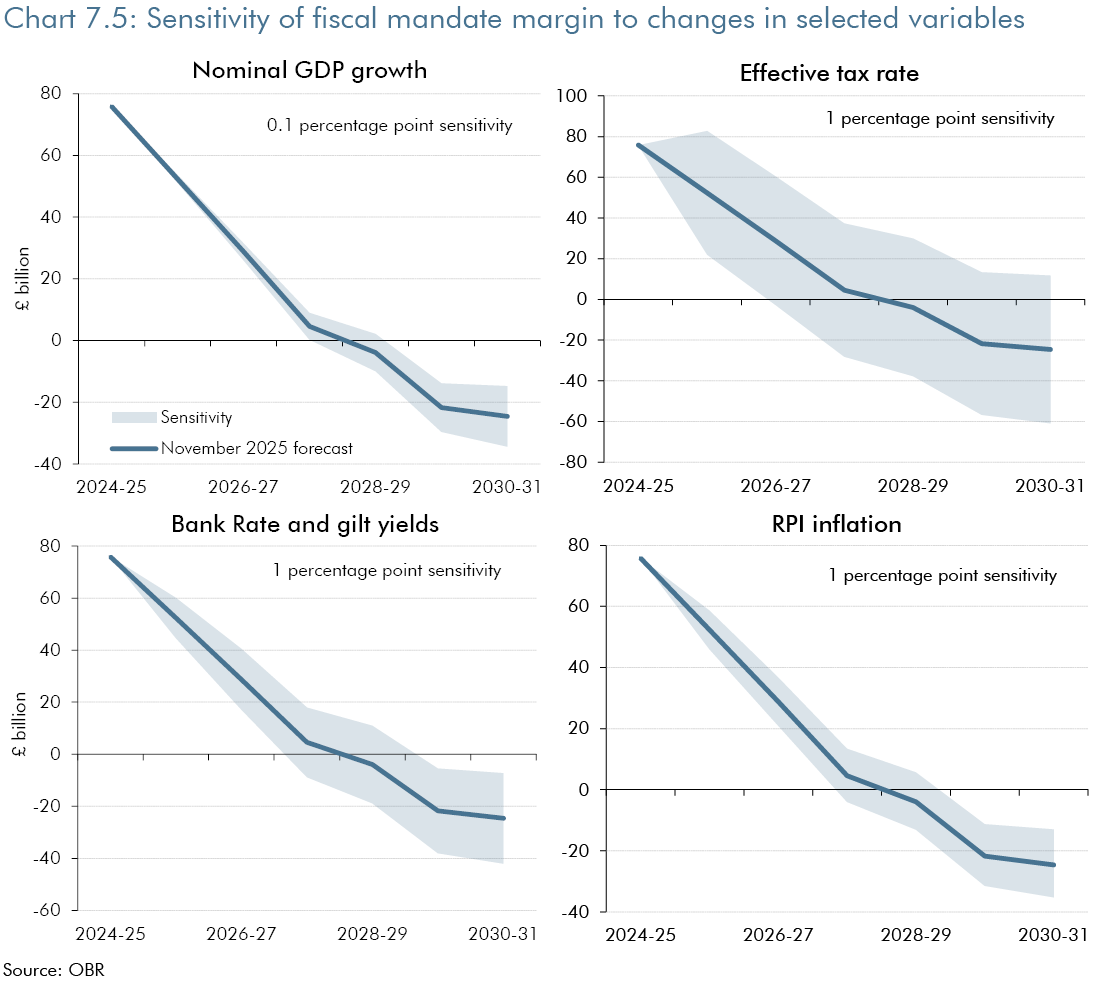 Chart 7.5: Sensitivity of fiscal mandate margin to changes in selected variables
Nominal GDP growth
0.1 percentage point sensitivity
£ billion
80
60
40
20
0
-20
-40
Sensitivity
November 2025 forecast
2024-25 2026-27 2028-29 2030-31
Effective tax rate
1 percentage point sensitivity
100
80
60
40
20
0
-20
-40
-60
-80
2024-25 2026-27 2028-29 2030-31
Bank Rate and gilt yields
1 percentage point sensitivity
£ billion
80
60
40
20
0
-20
-40
-60
2024-25 2026-27 2028-29 2030-31
RPI inflation
1 percentage point sensitivity
80
60
40
20
0
-20
-40
2024-25 2026-27 2028-29 2030-31
Source: OBR